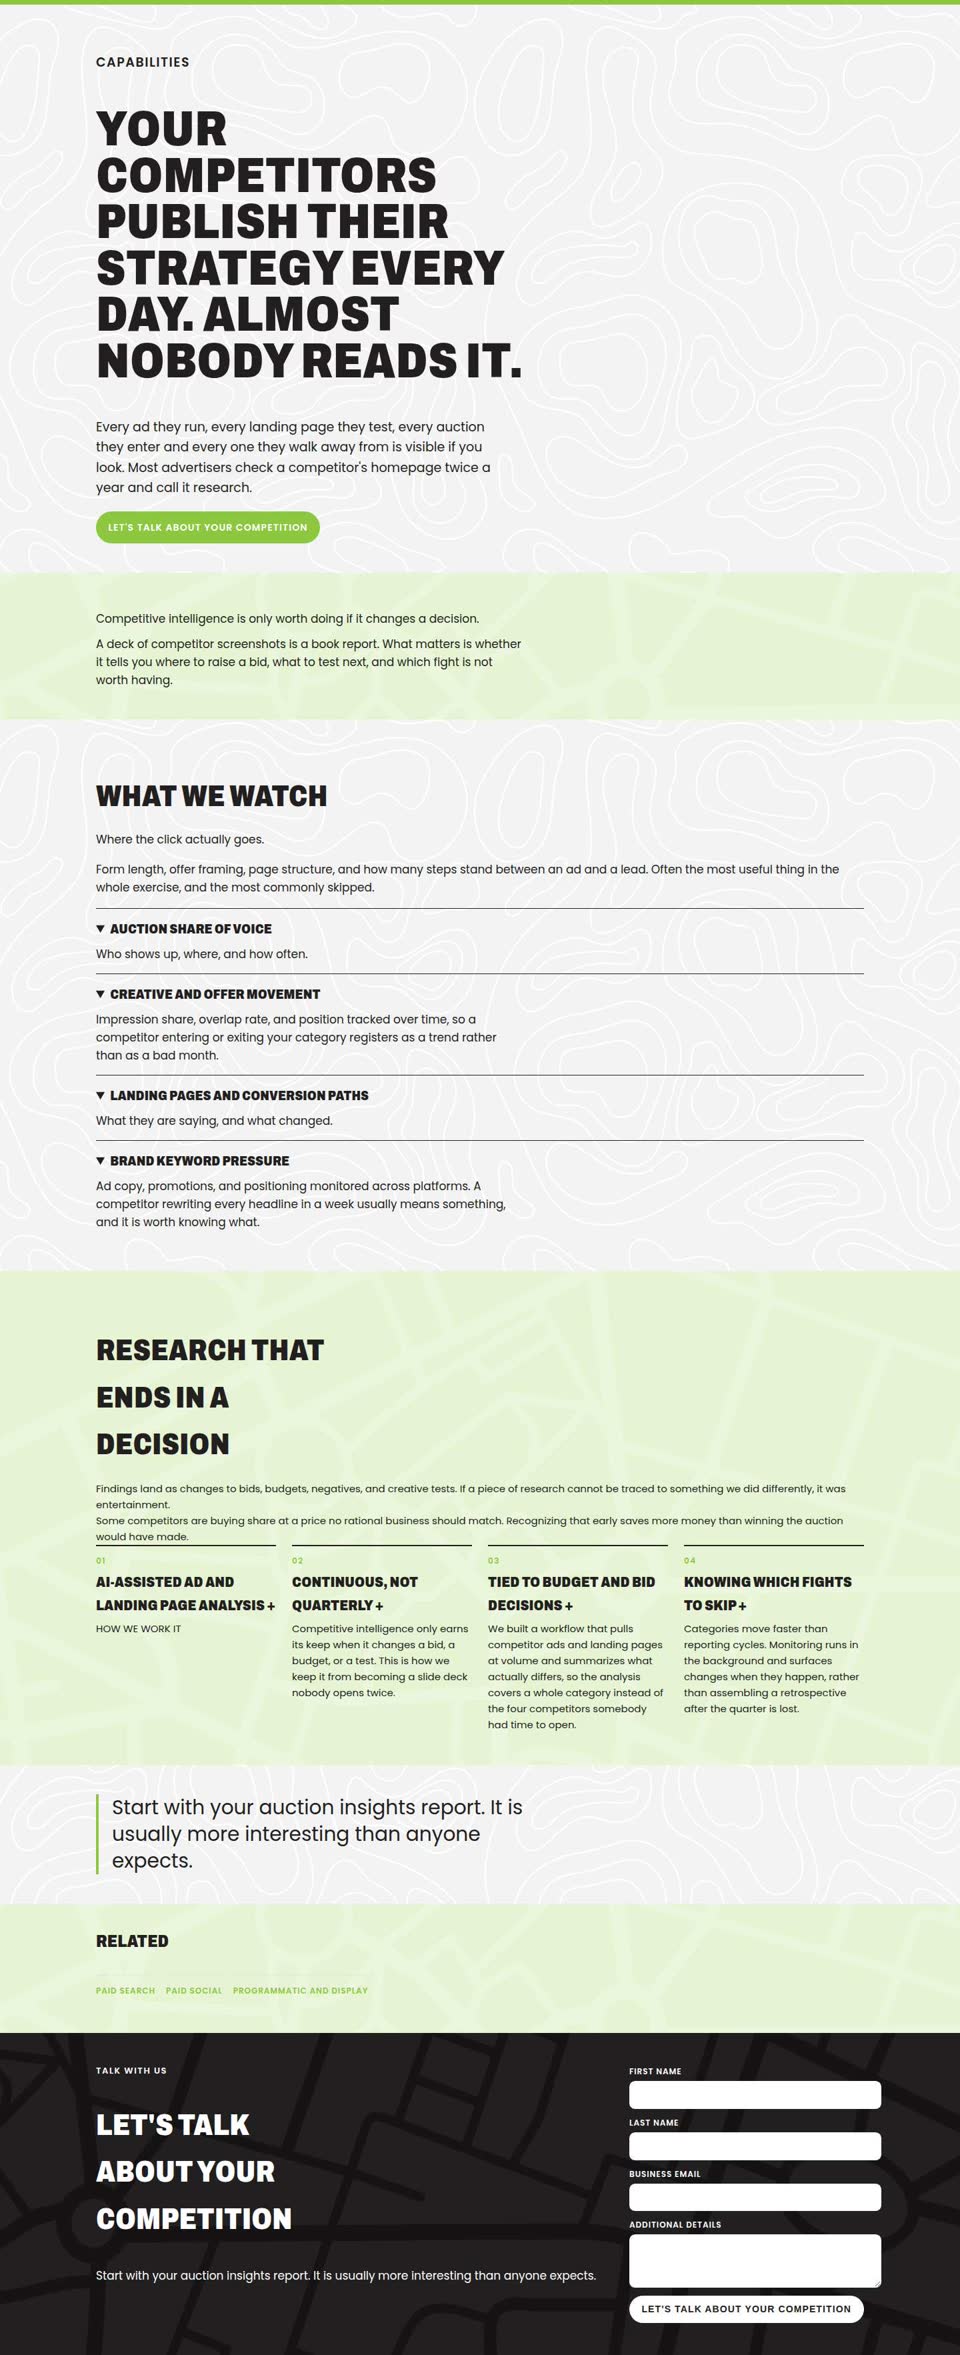 CAPABILITIES
YOUR
COMPETITORS
PUBLISH THEIR
STRATEGY EVERY
DAY. ALMOST
NOBODY READS IT.
Every ad they run, every landing page they test, every auction
they enter and every one they walk away from is visible if you
look. Most advertisers check a competitor's homepage twice a
year and call it research.
LET'S TALK ABOUT YOUR COMPETITION
Competitive intelligence is only worth doing if it changes a decision.
A deck of competitor screenshots is a book report. What matters is whether
it tells you where to raise a bid, what to test next, and which fight is not
worth having.
WHAT WE WATCH
Where the click actually goes.
Form length, offer framing, page structure, and how many steps stand between an ad and a lead. Often the most useful thing in the
whole exercise, and the most commonly skipped.
▼ AUCTION SHARE OF VOICE
Who shows up, where, and how often.
▼ CREATIVE AND OFFER MOVEMENT
Impression share, overlap rate, and position tracked over time, so a
competitor entering or exiting your category registers as a trend rather
than as a bad month.
▼ LANDING PAGES AND CONVERSION PATHS
What they are saying, and what changed.
▼ BRAND KEYWORD PRESSURE
Ad copy, promotions, and positioning monitored across platforms. A
competitor rewriting every headline in a week usually means something,
and it is worth knowing what.
RESEARCH THAT
ENDS IN A
DECISION
Findings land as changes to bids, budgets, negatives, and creative tests. If a piece of research cannot be traced to something we did differently, it was
entertainment.
Some competitors are buying share at a price no rational business should match. Recognizing that early saves more money than winning the auction
would have made.
01
AI-ASSISTED AD AND
LANDING PAGE ANALYSIS +
HOW WE WORK IT
02
CONTINUOUS, NOT
QUARTERLY +
Competitive intelligence only earns
its keep when it changes a bid, a
budget, or a test. This is how we
keep it from becoming a slide deck
nobody opens twice.
03
TIED TO BUDGET AND BID
DECISIONS +
We built a workflow that pulls
competitor ads and landing pages
at volume and summarizes what
actually differs, so the analysis
covers a whole category instead of
the four competitors somebody
had time to open.
04
KNOWING WHICH FIGHTS
TO SKIP +
Categories move faster than
reporting cycles. Monitoring runs in
the background and surfaces
changes when they happen, rather
than assembling a retrospective
after the quarter is lost.
Start with your auction insights report. It is
usually more interesting than anyone
expects.
RELATED
PAID SEARCH PAID SOCIAL PROGRAMMATIC AND DISPLAY
TALK WITH US
LET'S TALK
ABOUT YOUR
COMPETITION
Start with your auction insights report. It is usually more interesting than anyone expects.
FIRST NAME
LAST NAME
BUSINESS EMAIL
ADDITIONAL DETAILS
LET'S TALK ABOUT YOUR COMPETITION